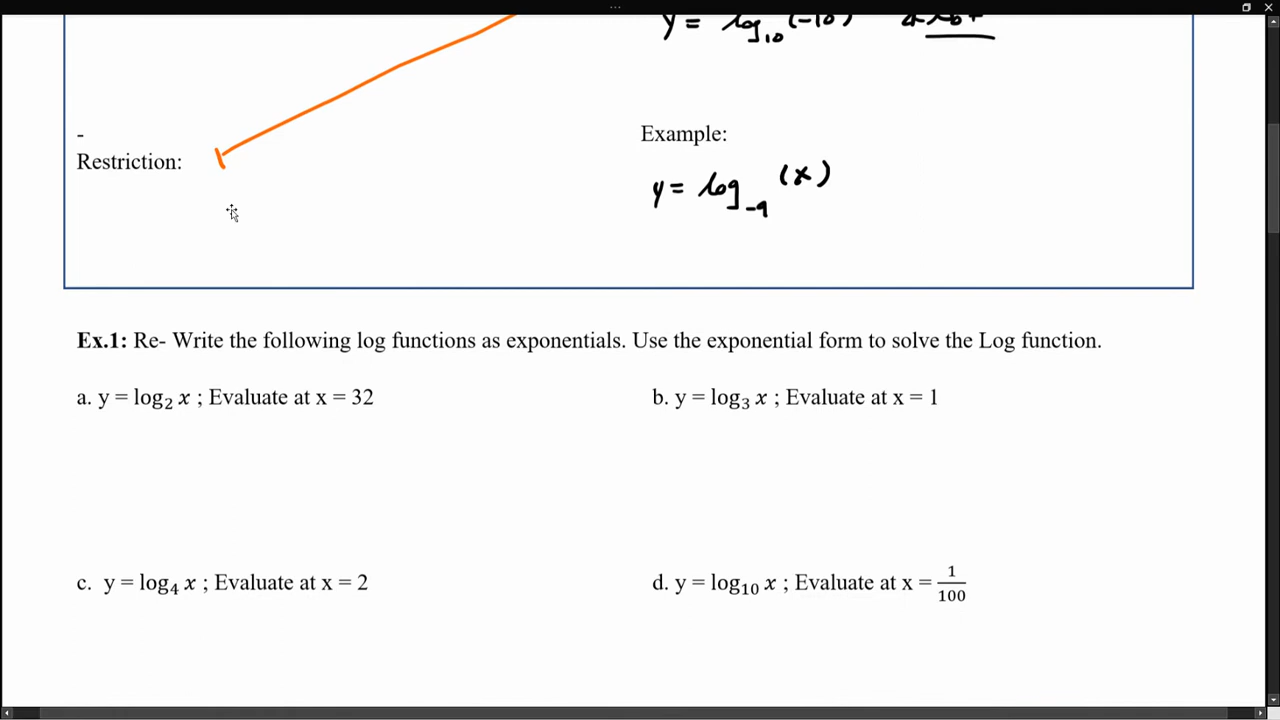 y = log₁₀ (-10)
-
Restriction:
Example:
y = log₋₉ (x)
Ex.1: Re- Write the following log functions as exponentials. Use the exponential form to solve the Log function.
a. y = log₂ x ; Evaluate at x = 32
b. y = log₃ x ; Evaluate at x = 1
c. y = log₄ x ; Evaluate at x = 2
d. y = log₁₀ x ; Evaluate at x = 1/100